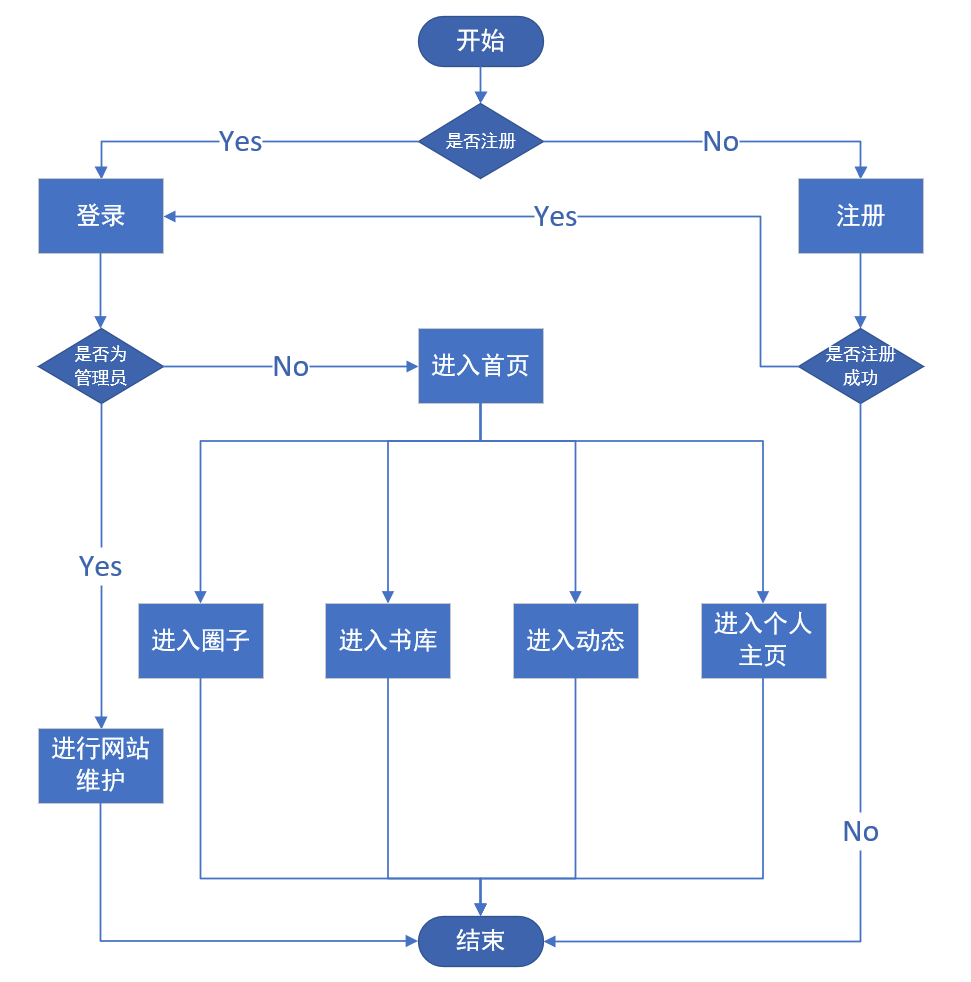 开始
是否注册
Yes
No
登录
Yes
注册
是否为
管理员
No
进入首页
是否注册
成功
Yes
进入圈子
进入书库
进入动态
进入个人
主页
进行网站
维护
No
结束